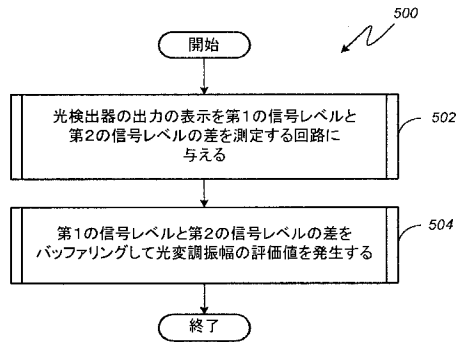 500
開始
光検出器の出力の表示を第1の信号レベルと
第2の信号レベルの差を測定する回路に
与える
502
第1の信号レベルと第2の信号レベルの差を
バッファリングして光変調振幅の評価値を発生する
504
終了